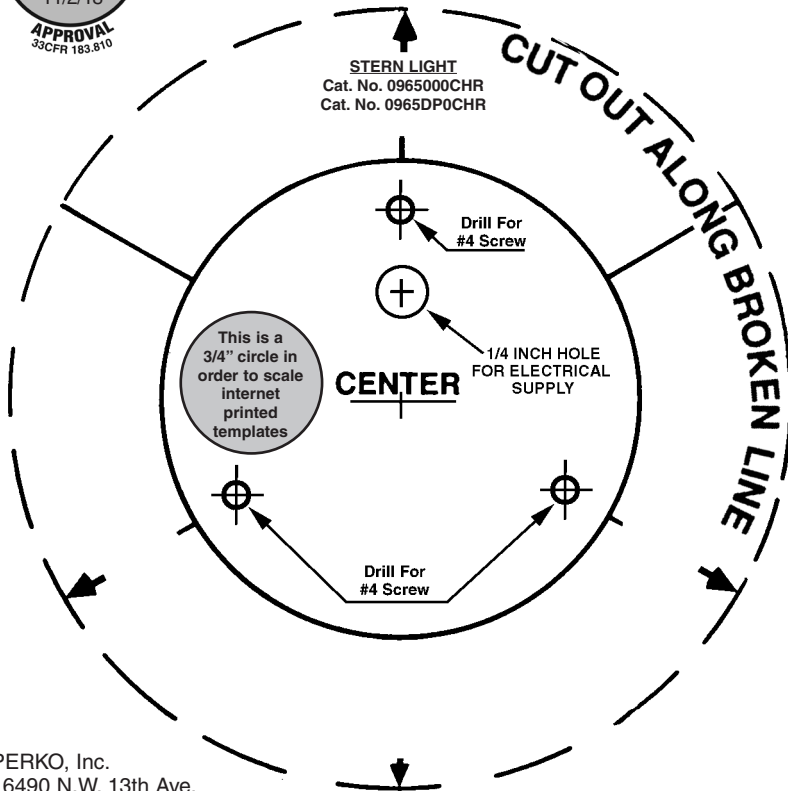 APPROVAL
33CFR 183.810
STERN LIGHT
Cat. No. 0965000CHR
Cat. No. 0965DP0CHR
CUT OUT ALONG BROKEN LINE
Drill For
#4 Screw
1/4 INCH HOLE
FOR ELECTRICAL
SUPPLY
This is a
3/4” circle in
order to scale
internet
printed
templates
CENTER
Drill For
#4 Screw
PERKO, Inc.
6490 N.W. 13th Ave.